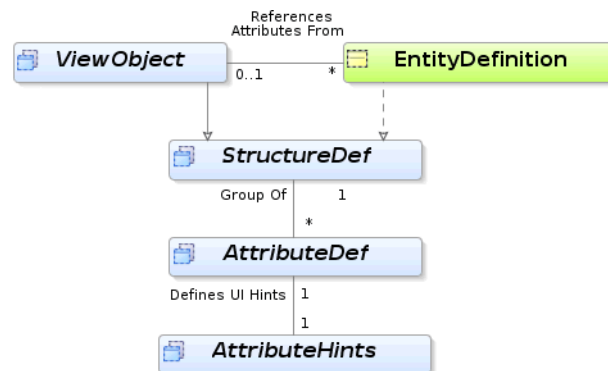 References
Attributes From
ViewObject
EntityDefinition
0..1
*
StructureDef
Group Of
1
*
AttributeDef
Defines UI Hints
1
1
AttributeHints